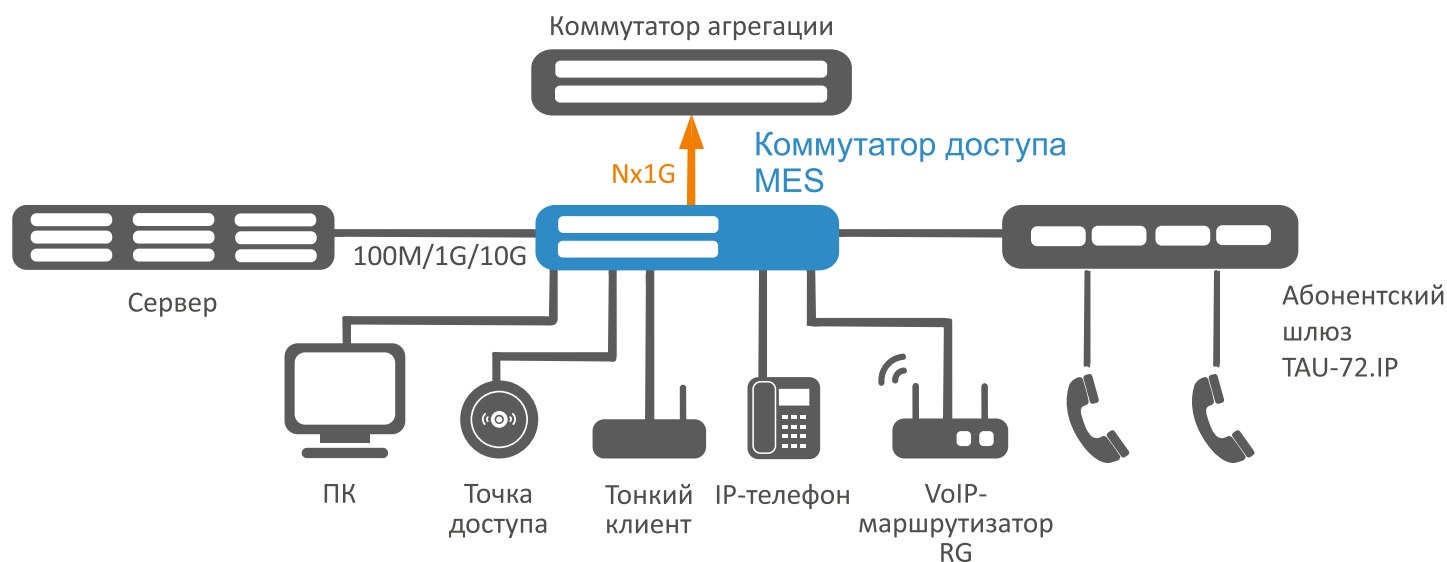 Коммутатор агрегации
Коммутатор доступа
MES
Nx1G
100M/1G/10G
Сервер
Абонентский
шлюз
TAU-72.IP
ПК
Точка
доступа
Тонкий
клиент
IP-телефон
VoIP-
маршрутизатор
RG